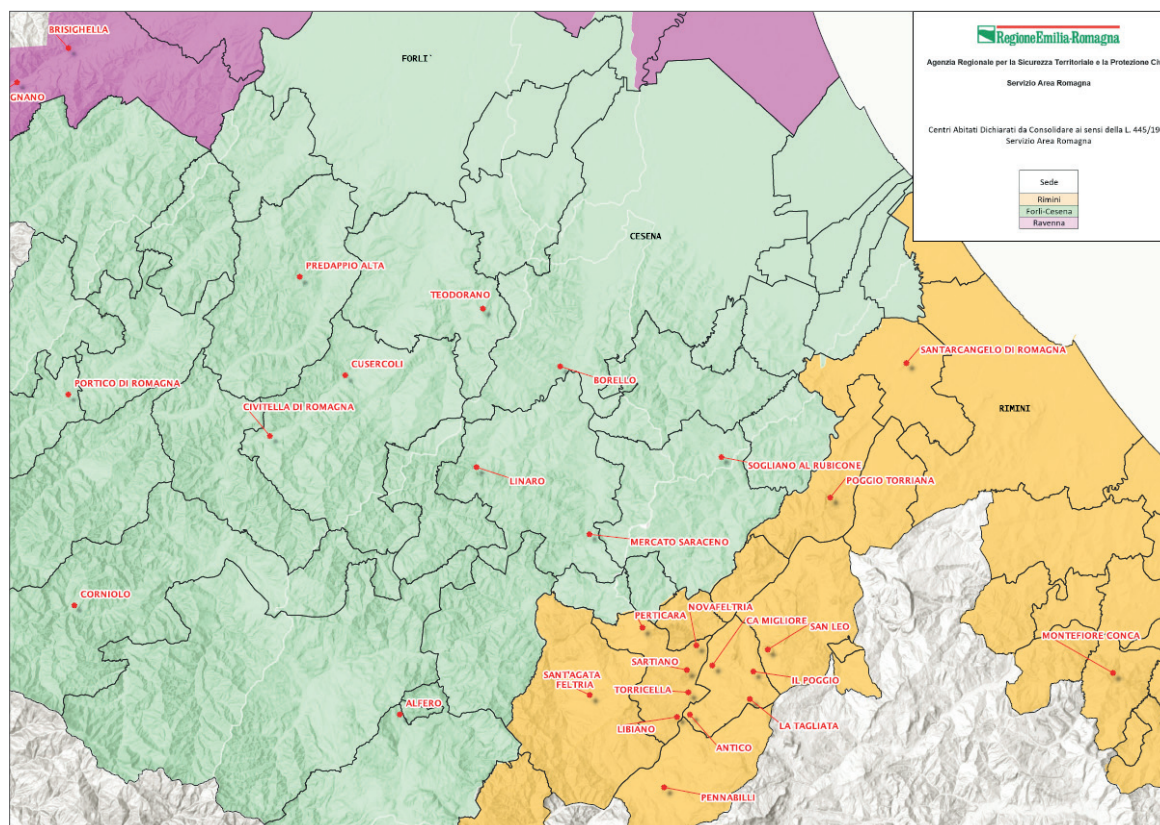 BRISIGHELLA
GNANO
FORLI`
RegioneEmilia-Romagna
Agenzia Regionale per la Sicurezza Territoriale e la Protezione Civ
Servizio Area Romagna
Centri Abitati Dichiarati da Consolidare ai sensi della L. 445/19
Servizio Area Romagna
Sede
Rimini
Forlì-Cesena
Ravenna
CESENA
PREDAPPIO ALTA
TEODORANO
SANTARCANGELO DI ROMAGNA
CUSERCOLI
BORELLO
PORTICO DI ROMAGNA
RIMINI
CIVITELLA DI ROMAGNA
SOGLIANO AL RUBICONE
LINARO
POGGIO TORRIANA
MERCATO SARACENO
CORNIOLO
NOVAFELTRIA
PERTICARA
CA MIGLIORE
SAN LEO
MONTEFIORE CONCA
SARTIANO
SANT'AGATA
FELTRIA
IL POGGIO
TORRICELLA
ALFERO
LA TAGLIATA
LIBIANO
ANTICO
PENNABILLI